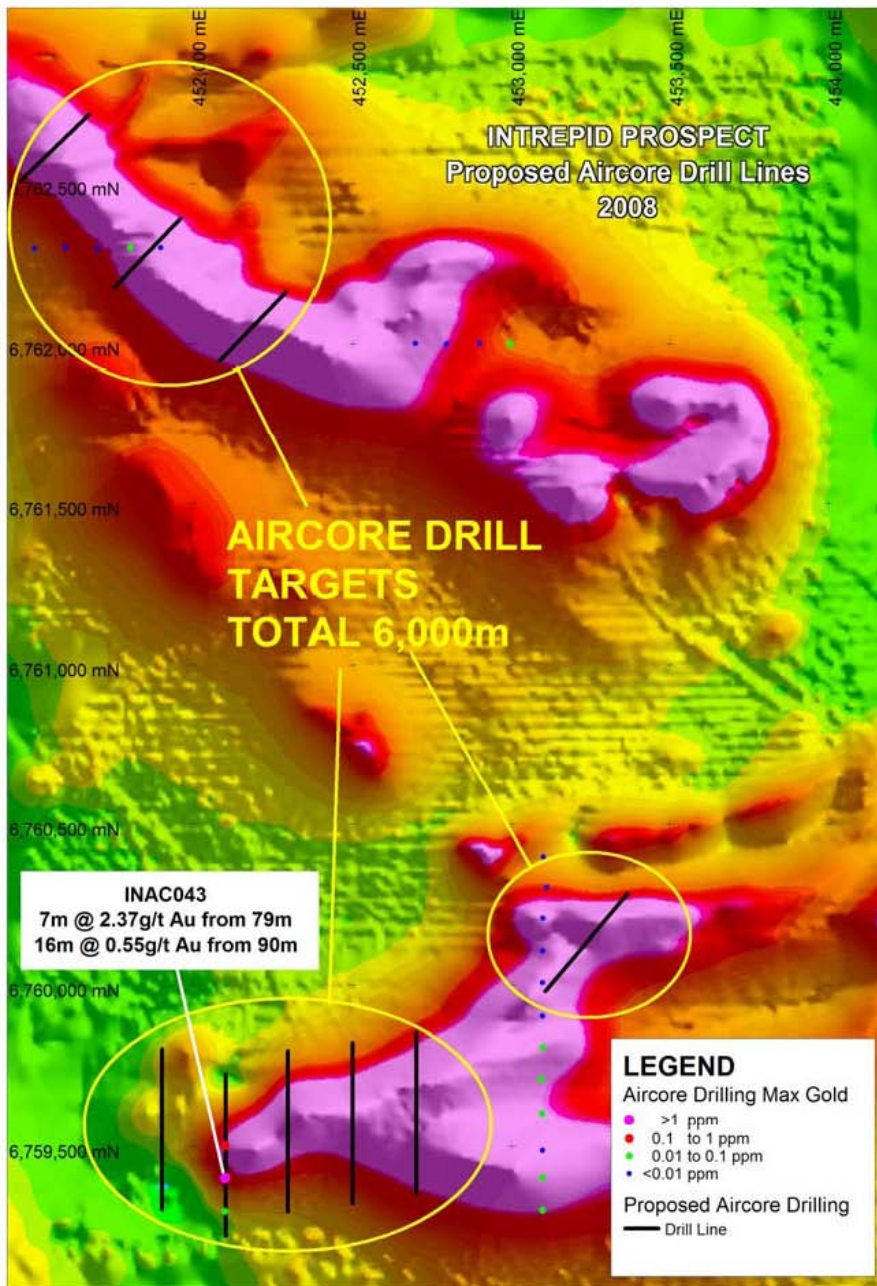 452,000 mE
452,500 mE
453,000 mE
453,500 mE
454,000 mE
INTREPID PROSPECT
Proposed Aircore Drill Lines
2008
6,762,500 mN
6,762,000 mN
6,761,500 mN
AIRCORE DRILL
TARGETS
TOTAL 6,000m
6,761,000 mN
6,760,500 mN
INAC043
7m @ 2.37g/t Au from 79m
16m @ 0.55g/t Au from 90m
6,760,000 mN
6,759,500 mN
LEGEND
Aircore Drilling Max Gold
>1 ppm
0.1 to 1 ppm
0.01 to 0.1 ppm
<0.01 ppm
Proposed Aircore Drilling
Drill Line